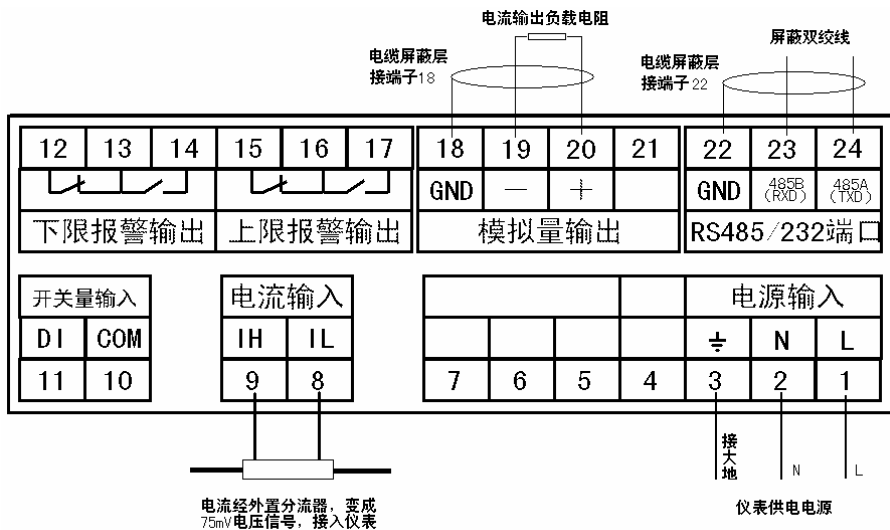 电流输出负载电阻
电缆屏蔽层
接端子18
屏蔽双绞线
电缆屏蔽层
接端子22
12 13 14 15 16 17 18 19 20 21 22 23 24
GND — + GND 485B (RXD) 485A (TXD)
下限报警输出 上限报警输出 模拟量输出 RS485/232端口
开关量输入 电流输入 电源输入
DI COM IH IL N L
11 10 9 8 7 6 5 4 3 2 1
接大地
N
L
电流经外置分流器，变成
75mV电压信号，接入仪表
仪表供电电源